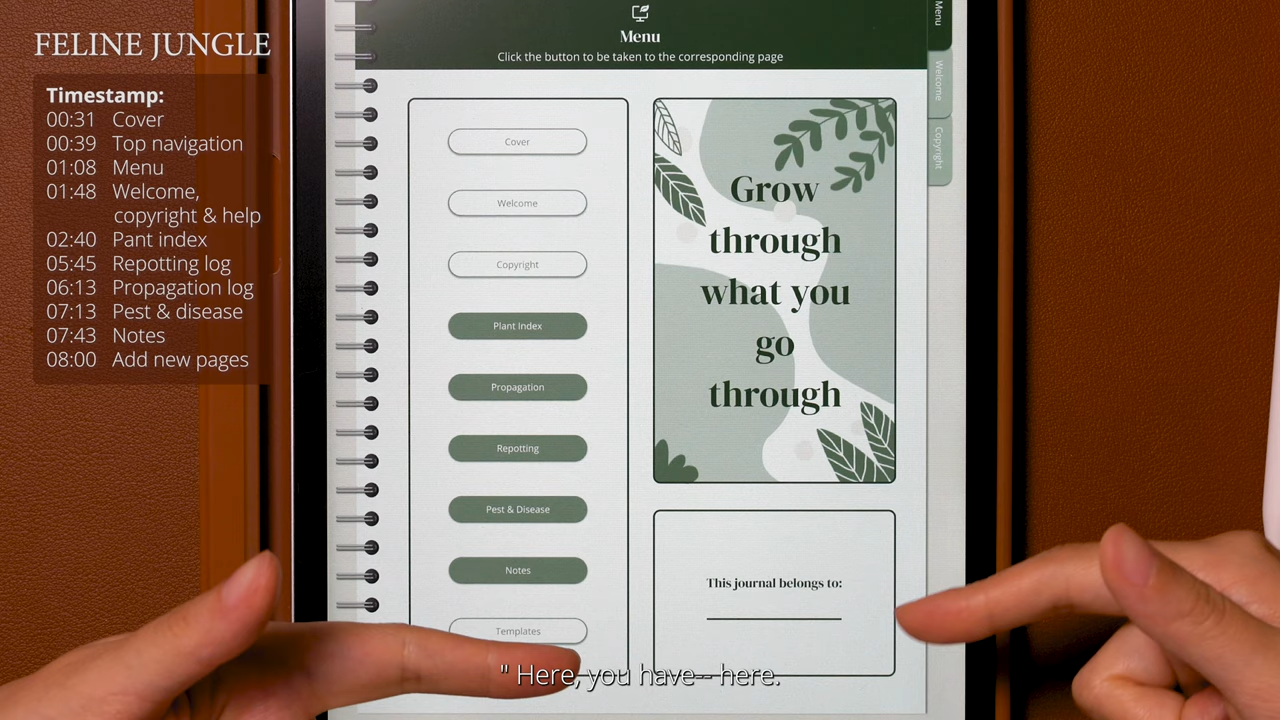 FELINE JUNGLE
Timestamp:
00:31 Cover
00:39 Top navigation
01:08 Menu
01:48 Welcome,
copyright & help
02:40 Pant index
05:45 Repotting log
06:13 Propagation log
07:13 Pest & disease
07:43 Notes
08:00 Add new pages
Menu
Click the button to be taken to the corresponding page
Cover
Welcome
Copyright
Plant Index
Propagation
Repotting
Pest & Disease
Notes
Templates
Grow
through
what you
go
through
This journal belongs to:
Menu
Welcome
Copyright
" Here, you have-- here.